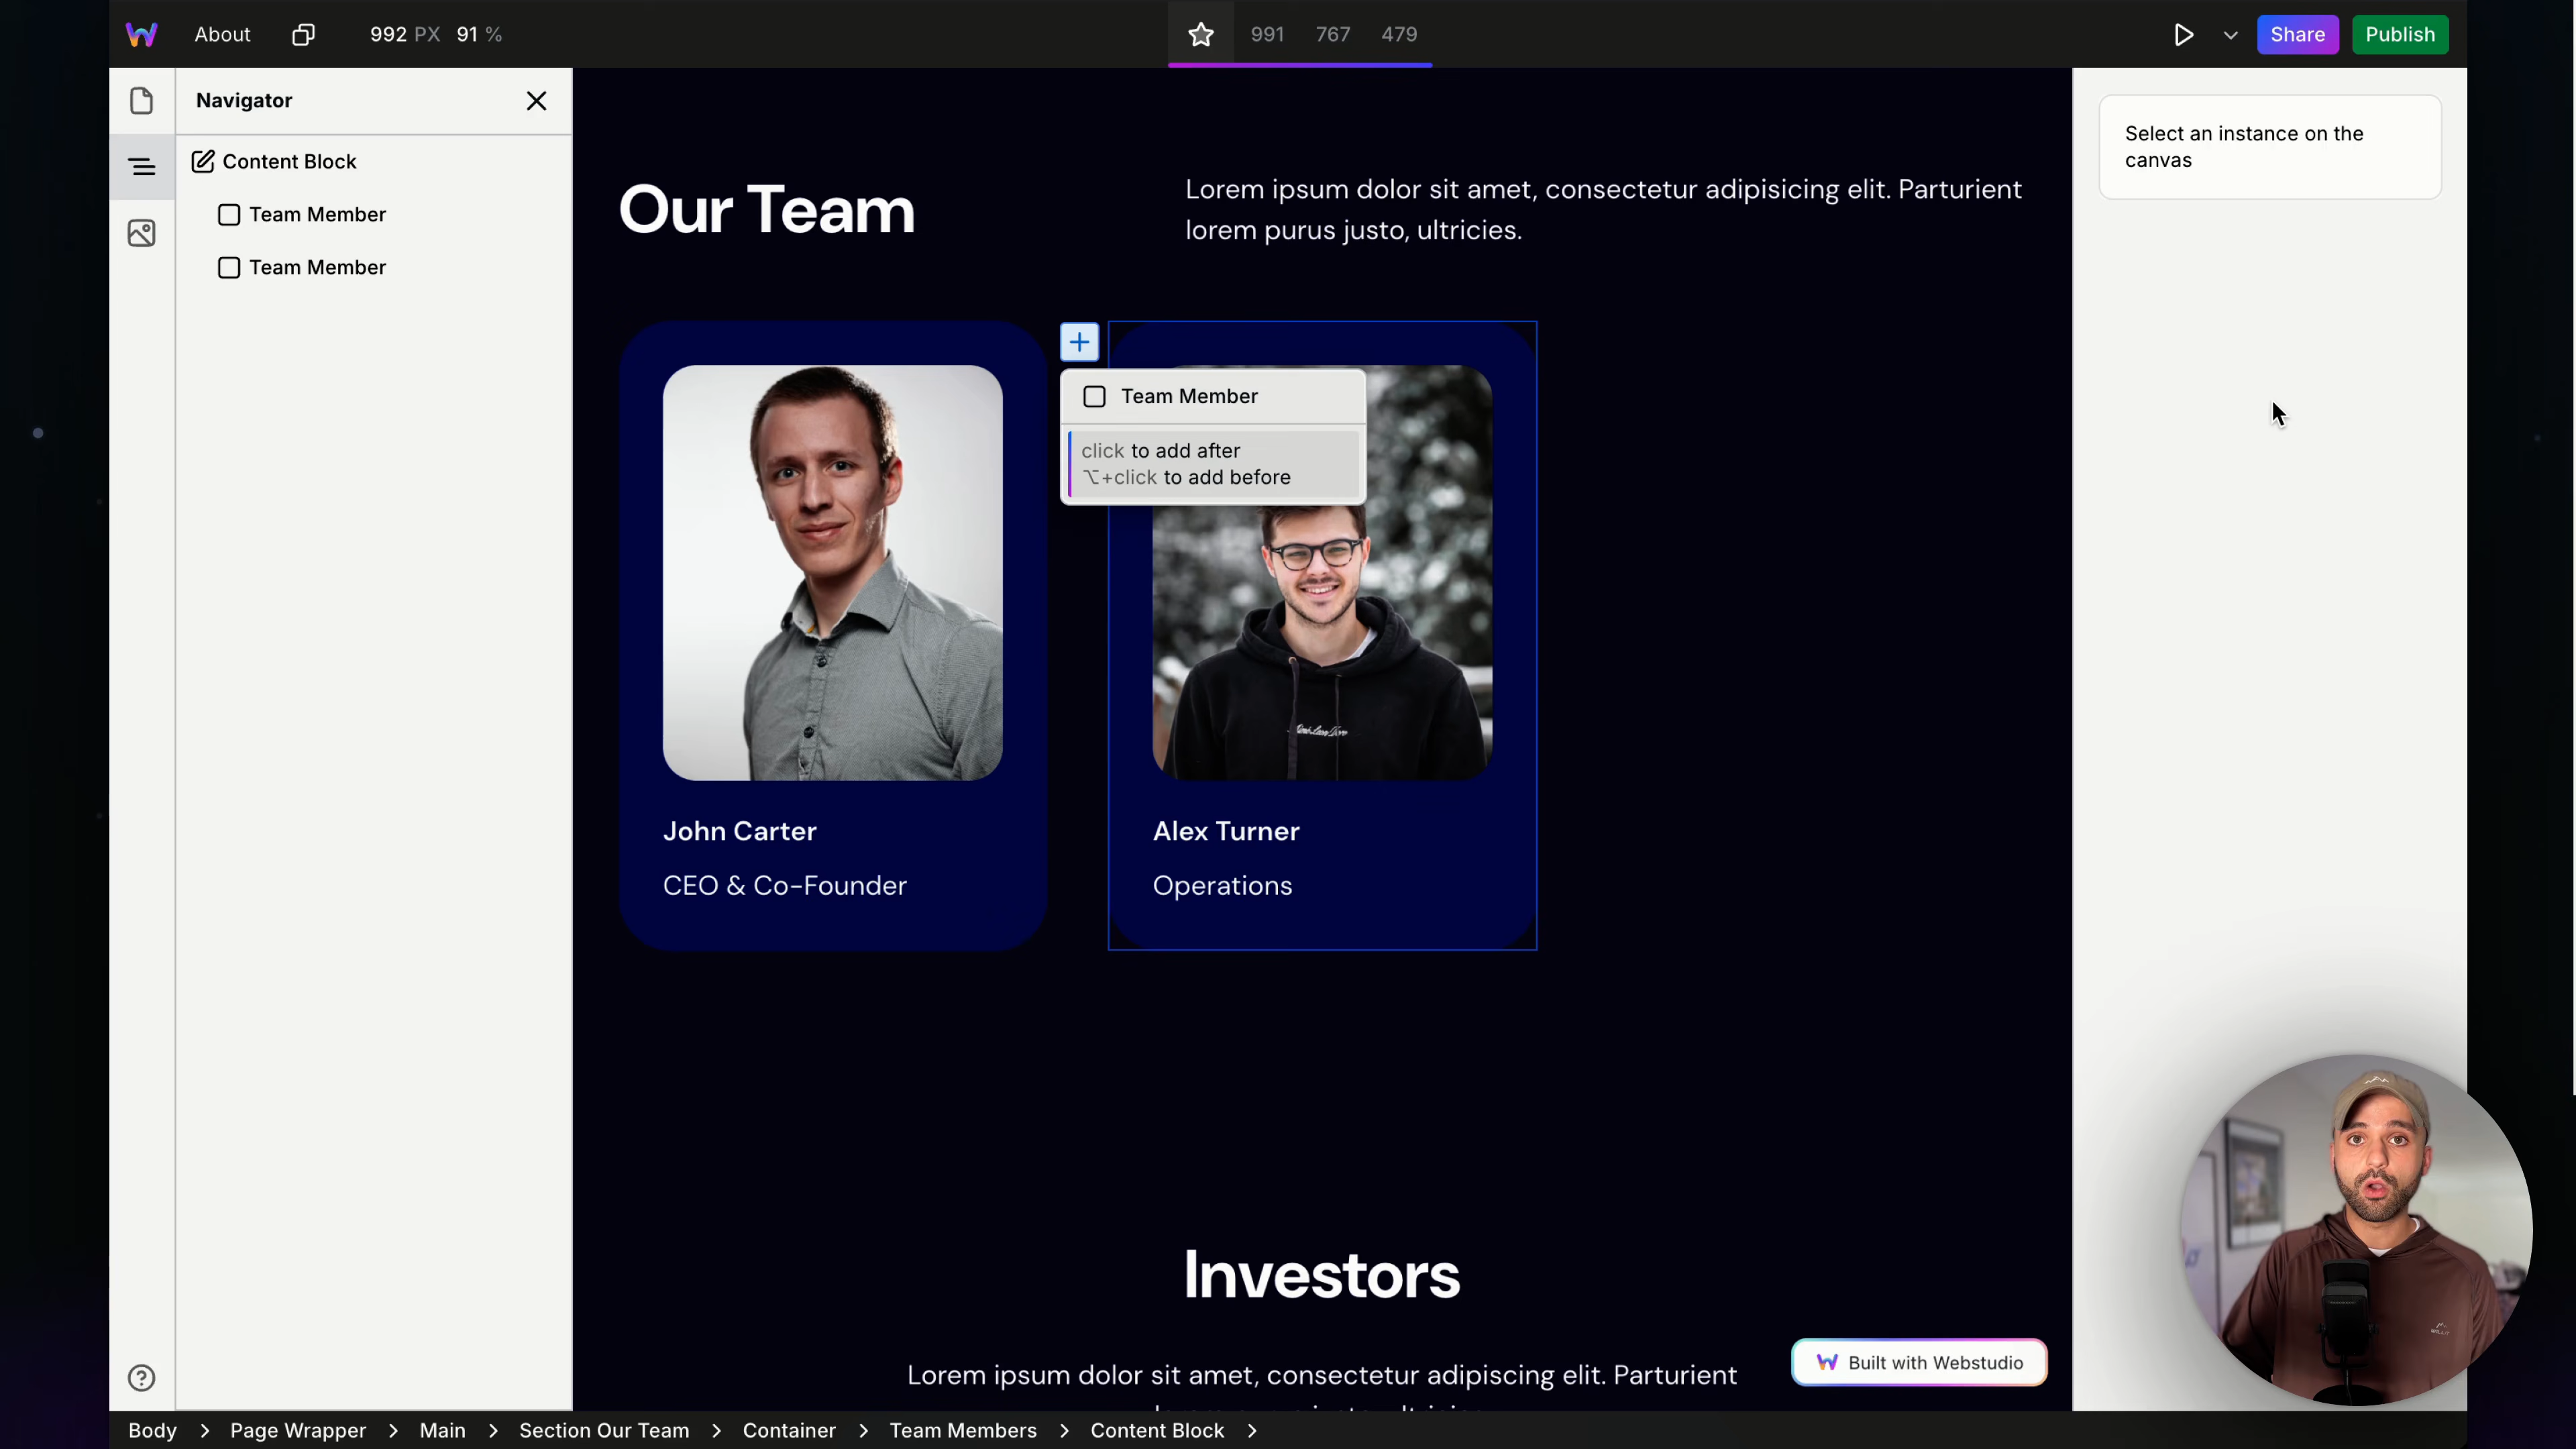 About
992 PX 91 %
991 767 479
Share
Publish
Navigator
Content Block
Team Member
Team Member
Our Team
Lorem ipsum dolor sit amet, consectetur adipisicing elit. Parturient
lorem purus justo, ultricies.
Team Member
click to add after
⌥+click to add before
John Carter
CEO & Co-Founder
Alex Turner
Operations
Select an instance on the
canvas
Investors
Lorem ipsum dolor sit amet, consectetur adipiscing elit. Parturient
Built with Webstudio
Body > Page Wrapper > Main > Section Our Team > Container > Team Members > Content Block >